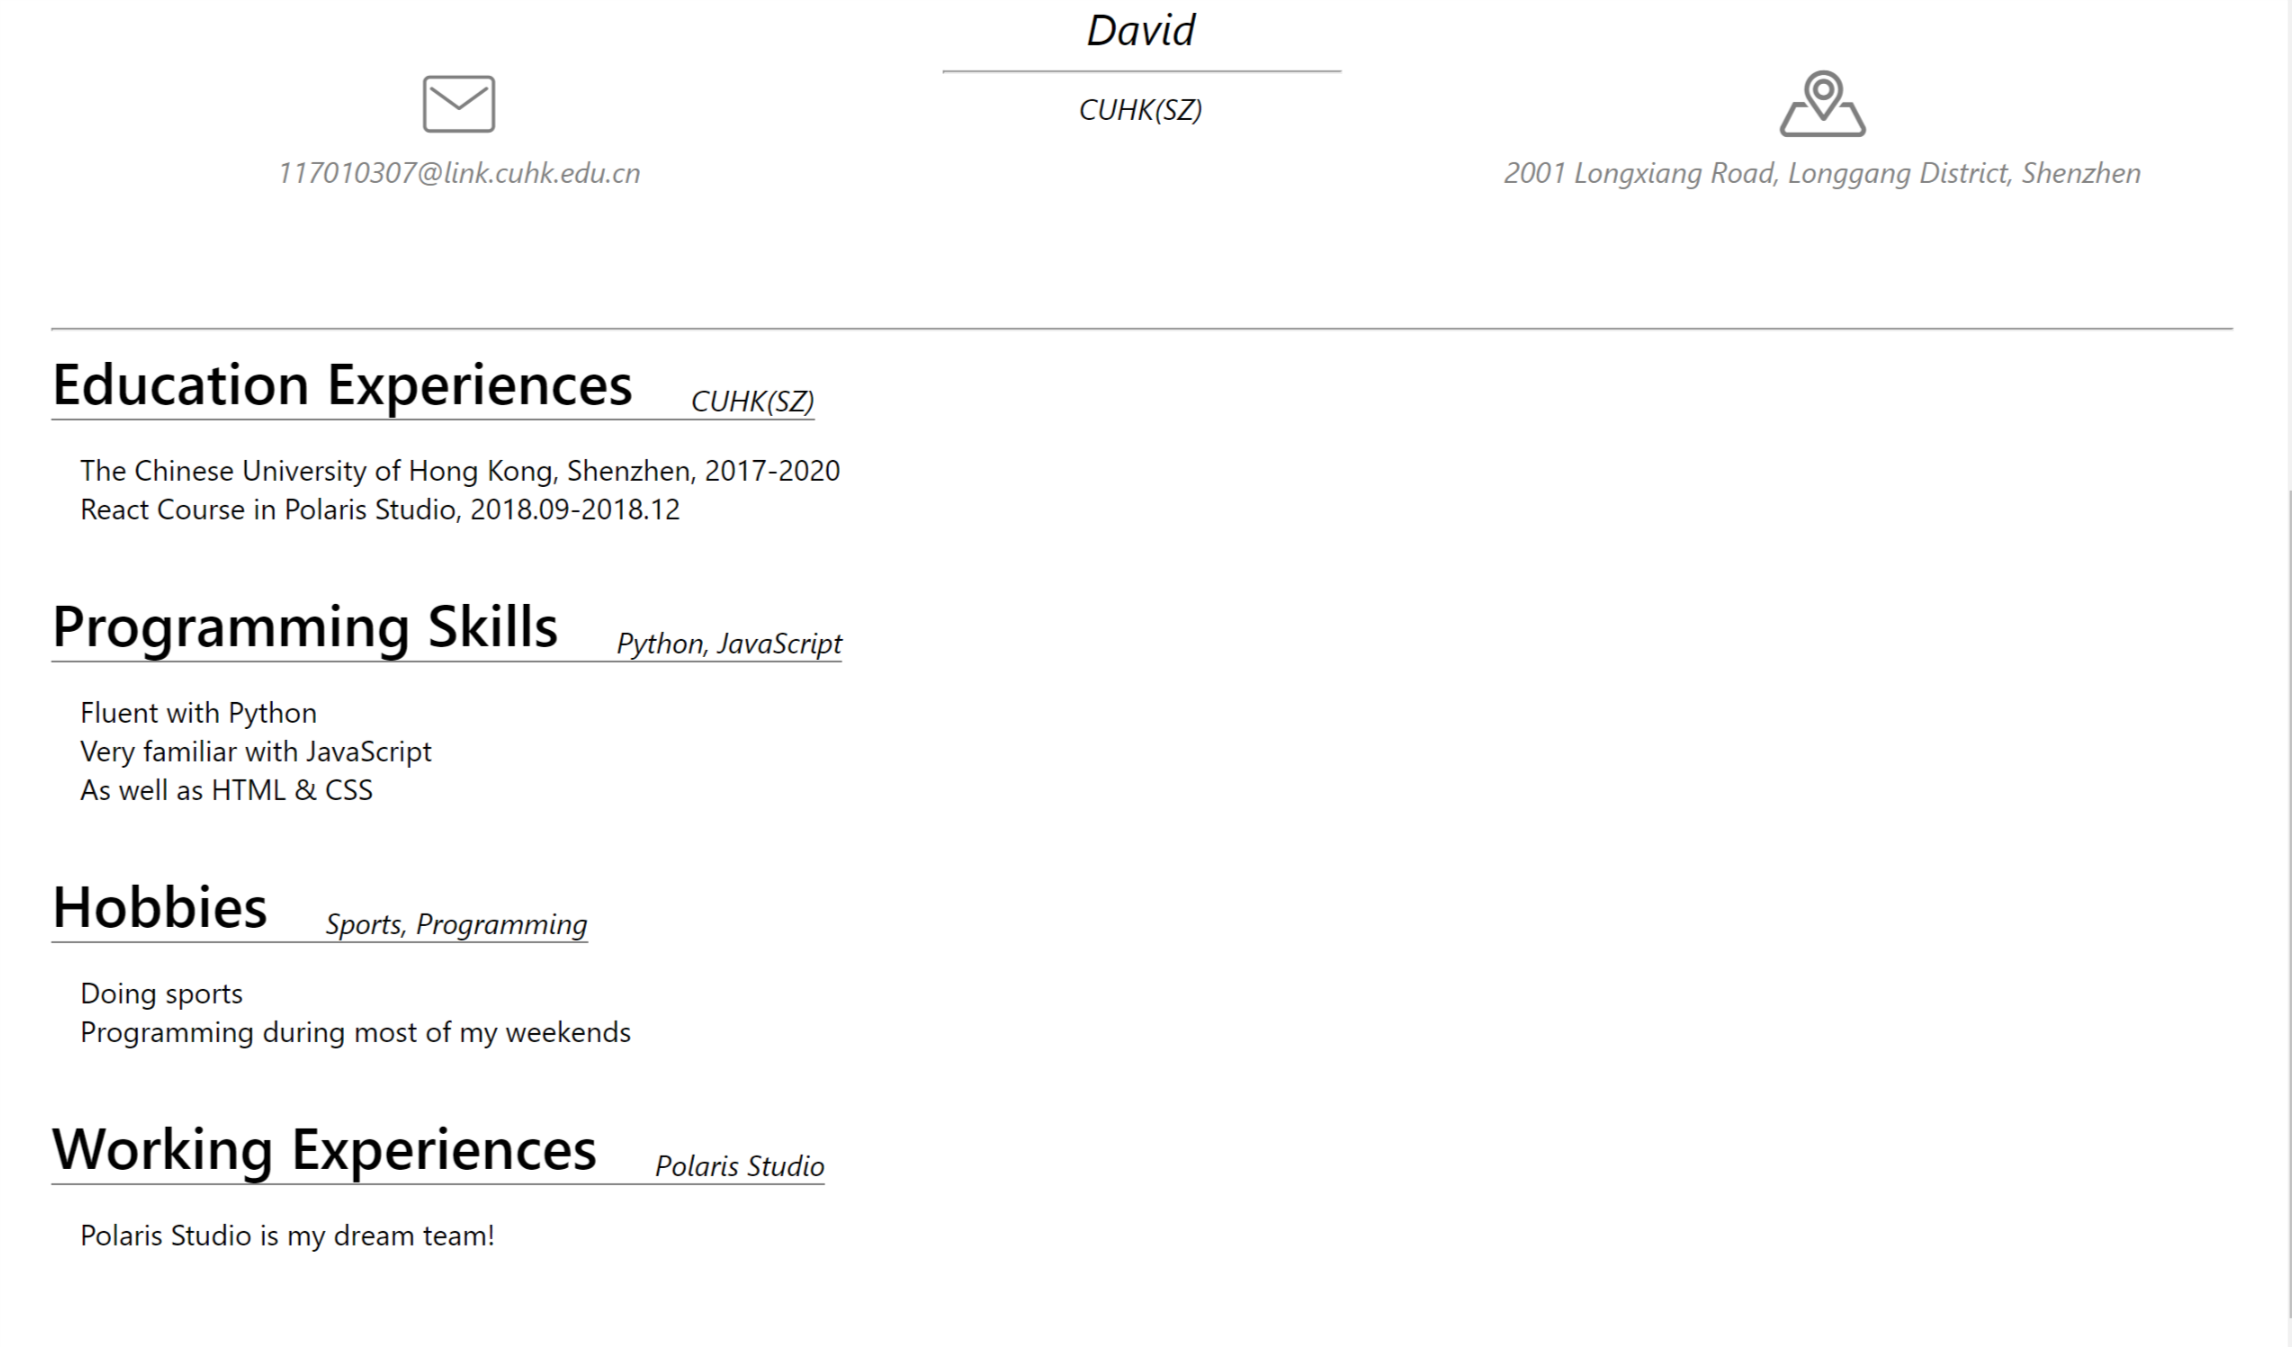 David
CUHK(SZ)
117010307@link.cuhk.edu.cn
2001 Longxiang Road, Longgang District, Shenzhen
Education Experiences CUHK(SZ)
The Chinese University of Hong Kong, Shenzhen, 2017-2020
React Course in Polaris Studio, 2018.09-2018.12
Programming Skills Python, JavaScript
Fluent with Python
Very familiar with JavaScript
As well as HTML & CSS
Hobbies Sports, Programming
Doing sports
Programming during most of my weekends
Working Experiences Polaris Studio
Polaris Studio is my dream team!